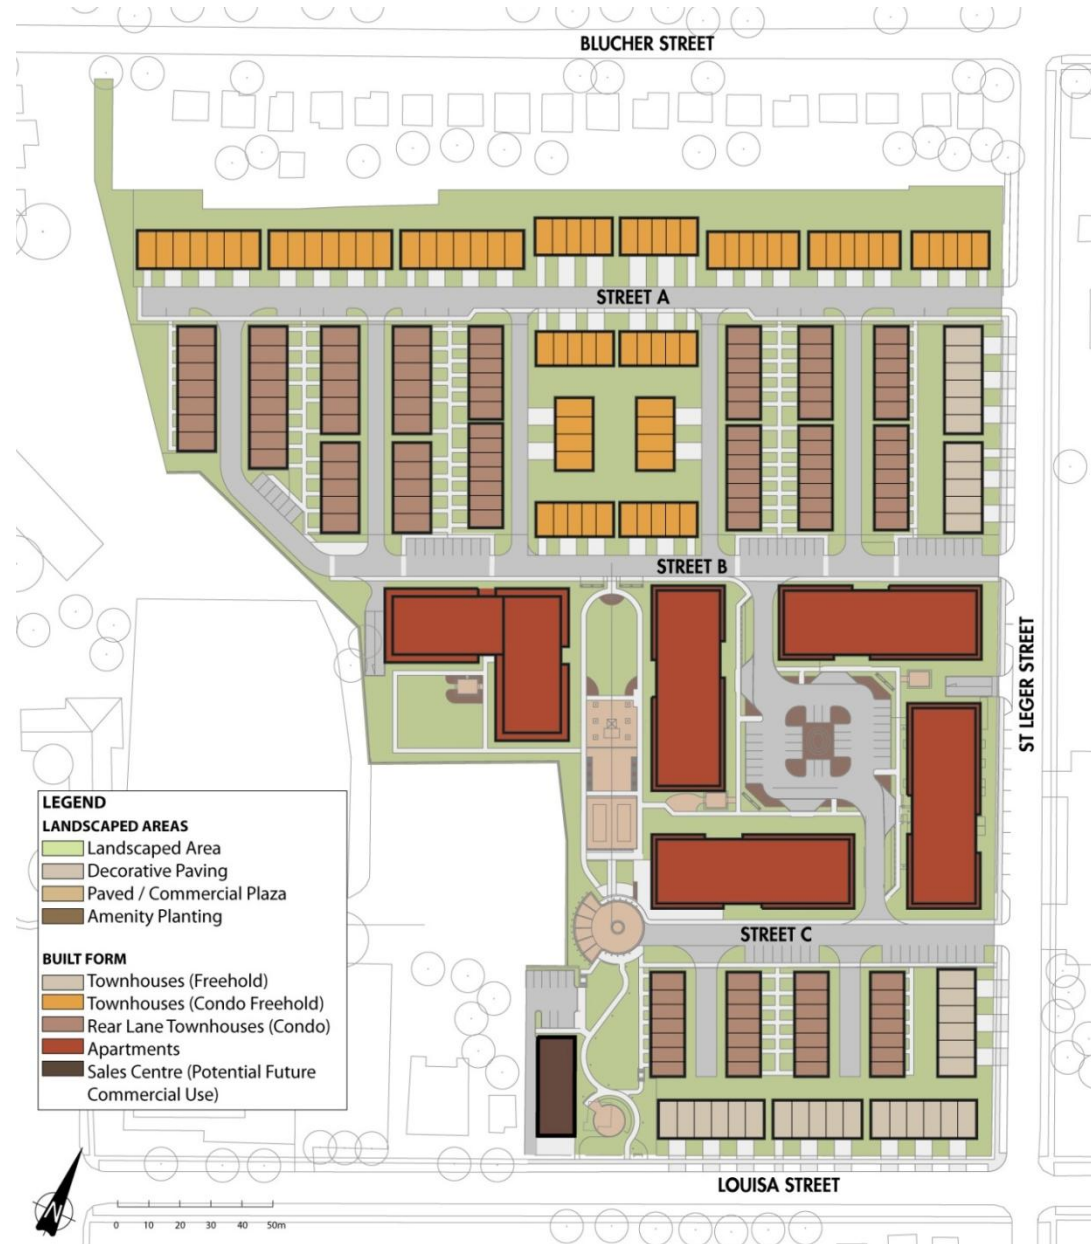 BLUCHER STREET
STREET A
STREET B
ST LEGER STREET
STREET C
LOUISA STREET
LEGEND
LANDSCAPED AREAS
Landscaped Area
Decorative Paving
Paved / Commercial Plaza
Amenity Planting
BUILT FORM
Townhouses (Freehold)
Townhouses (Condo Freehold)
Rear Lane Townhouses (Condo)
Apartments
Sales Centre (Potential Future
Commercial Use)
N
0 10 20 30 40 50m